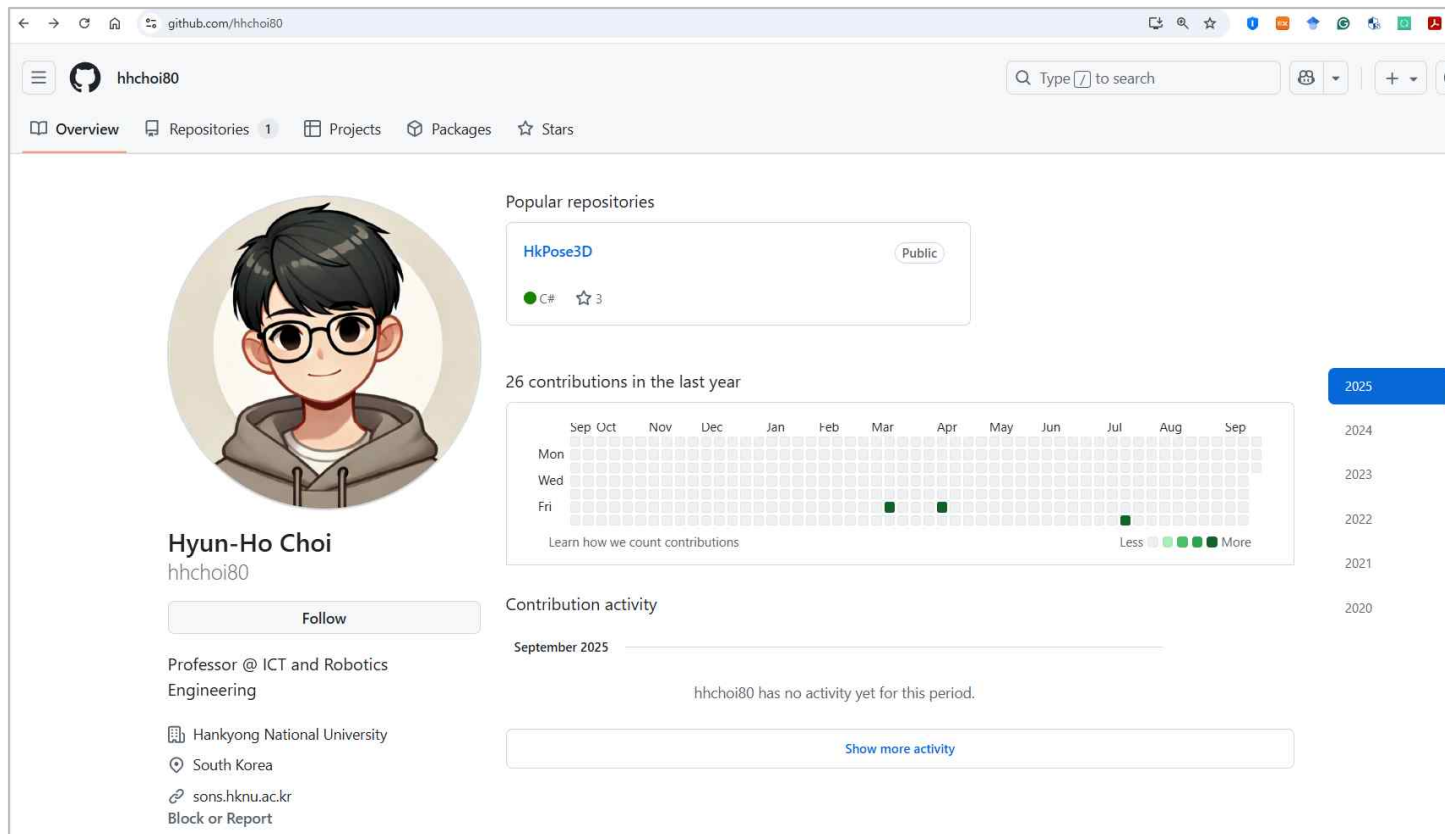 github.com/hhchoi80
hhchoi80
Type / to search
Overview
Repositories 1
Projects
Packages
Stars
Popular repositories
HkPose3D
Public
C# 3
26 contributions in the last year
2025
2024
2023
2022
2021
2020
Sep Oct Nov Dec Jan Feb Mar Apr May Jun Jul Aug Sep
Mon
Wed
Fri
Learn how we count contributions
Less More
Hyun-Ho Choi
hhchoi80
Follow
Professor @ ICT and Robotics
Engineering
Hankyong National University
South Korea
sons.hknu.ac.kr
Block or Report
Contribution activity
September 2025
hhchoi80 has no activity yet for this period.
Show more activity